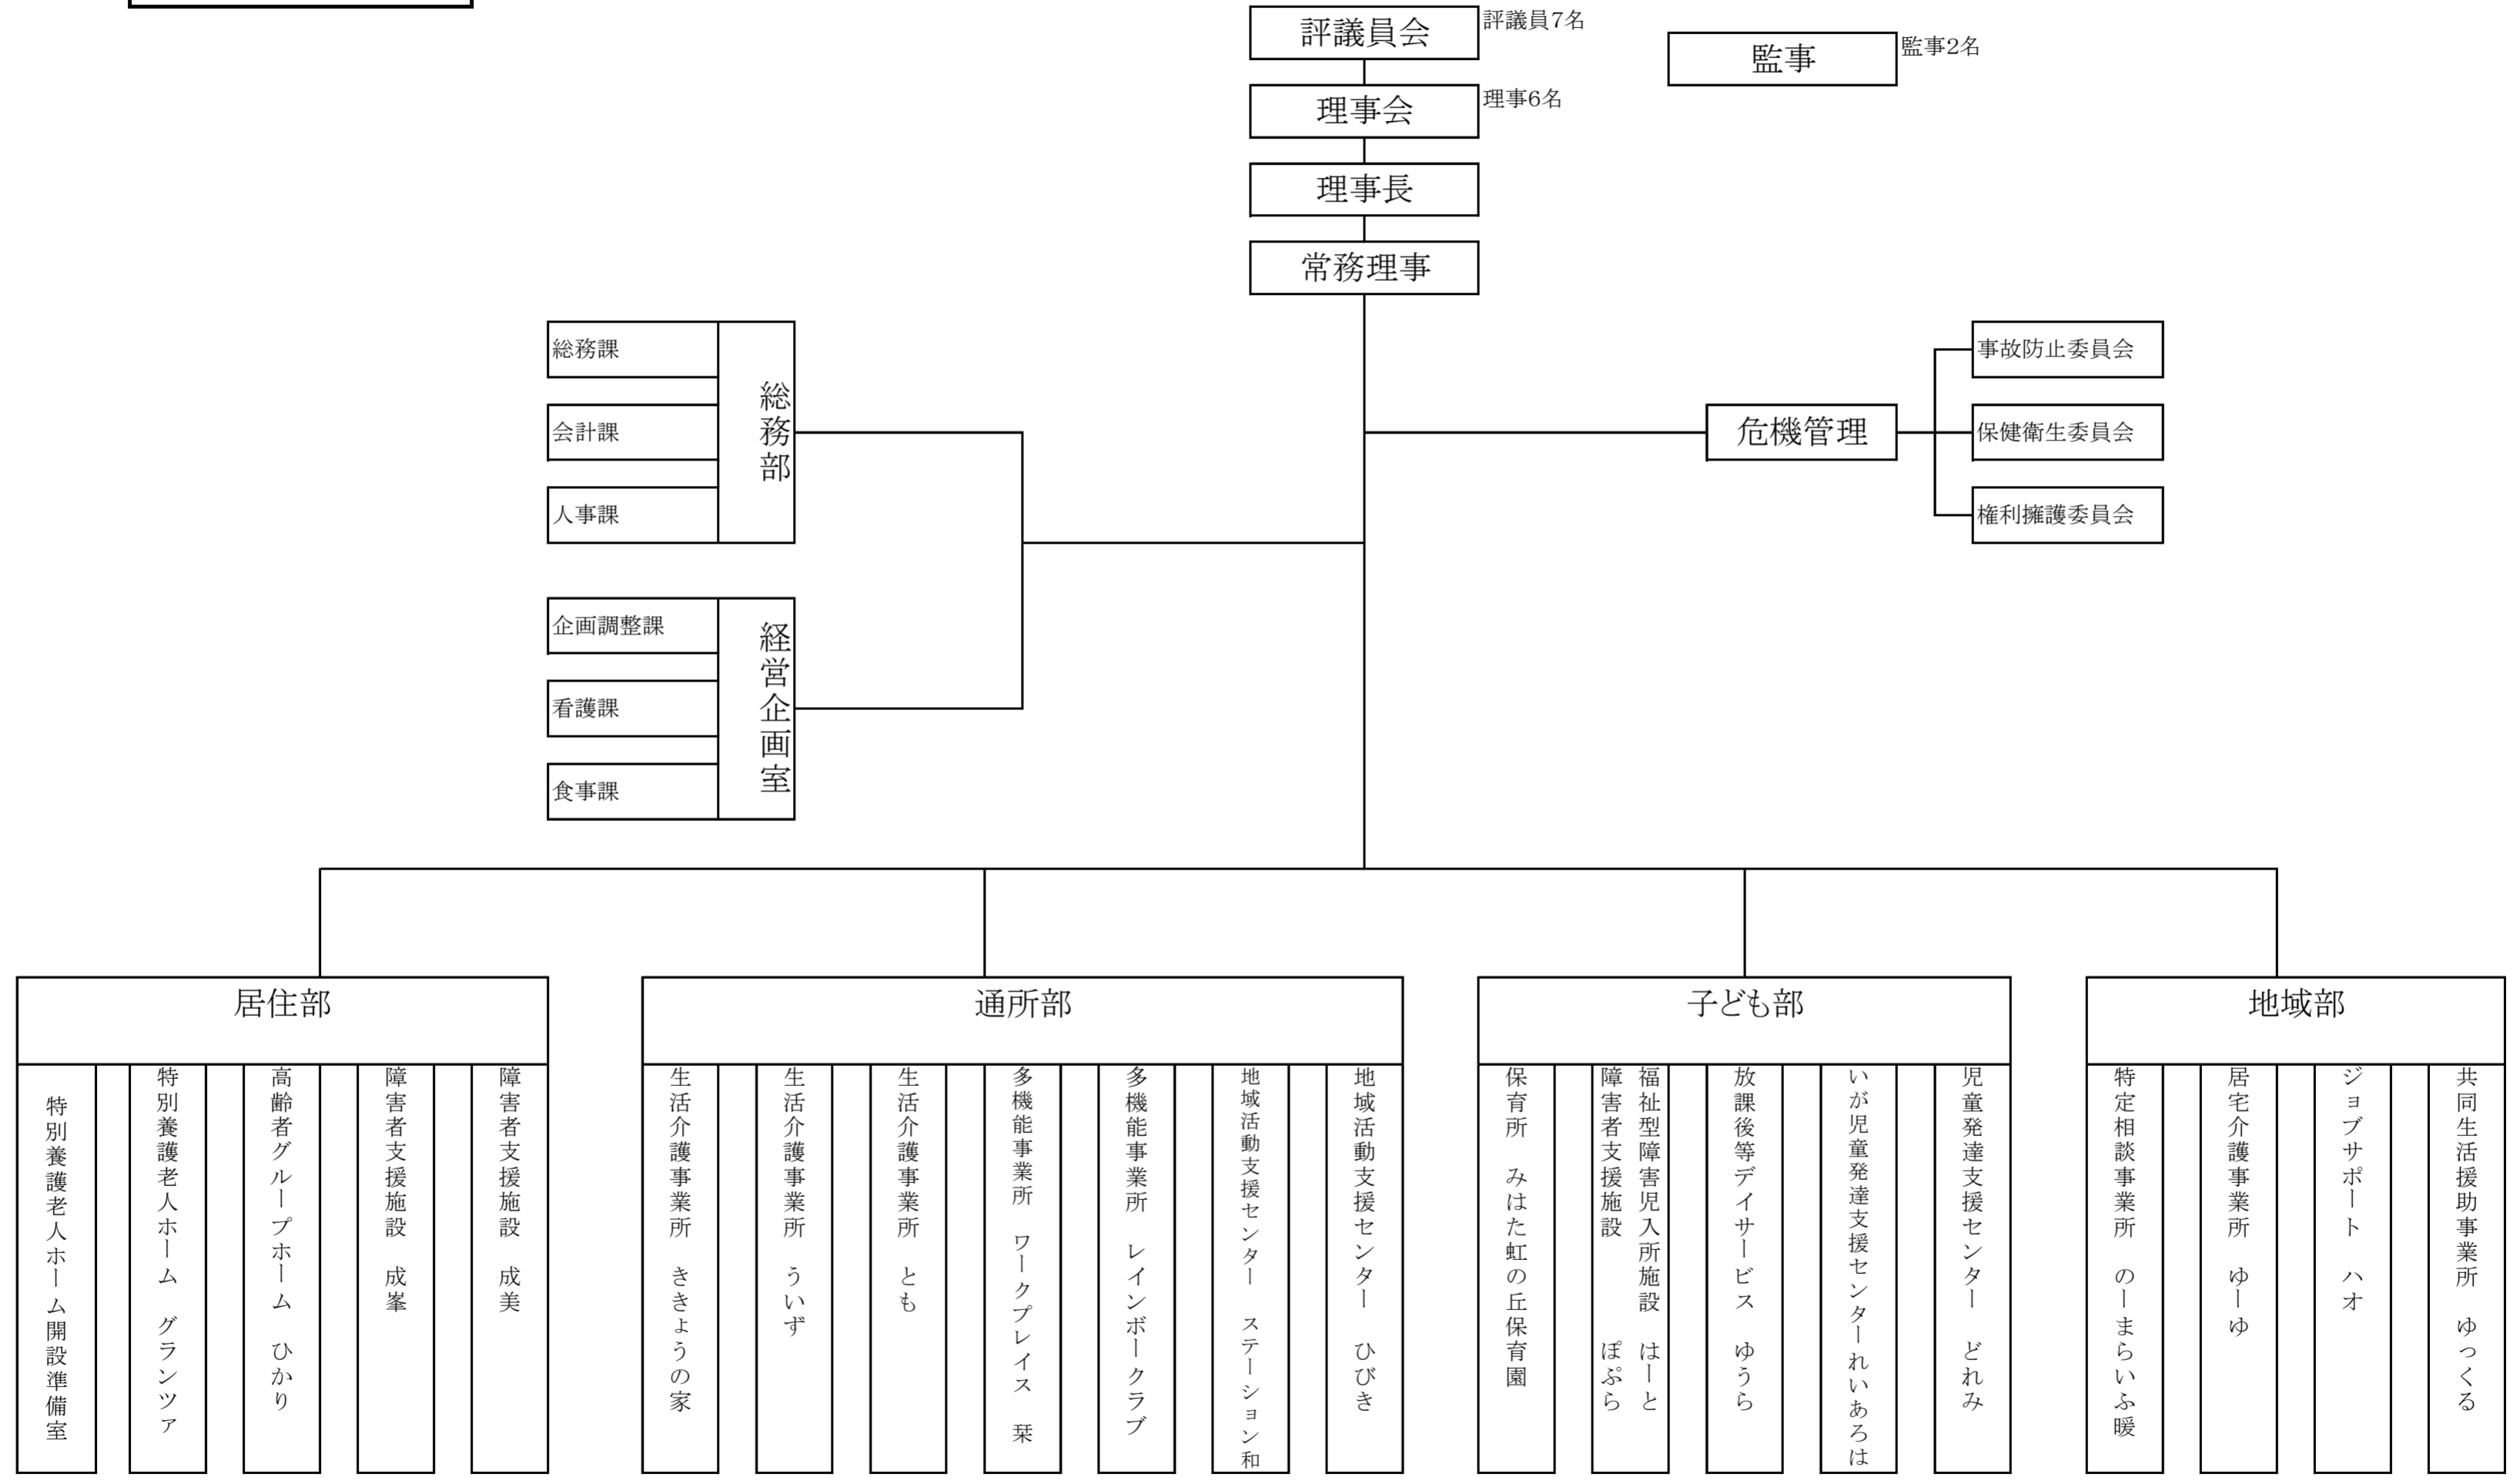 評議員会
評議員7名
監事
監事2名
理事会
理事6名
理事長
常務理事
総務課
会計課
人事課
総務部
危機管理
事故防止委員会
保健衛生委員会
権利擁護委員会
企画調整課
看護課
食事課
経営企画室
居住部
特別養護老人ホーム開設準備室
特別養護老人ホーム　グランツァ
高齢者グループホーム　ひかり
障害者支援施設　成峯
障害者支援施設　成美
通所部
生活介護事業所　ききょうの家
生活介護事業所　ういず
生活介護事業所　とも
多機能事業所　ワークプレイス　栞
多機能事業所　レインボークラブ
地域活動支援センター　ステーション和
地域活動支援センター　ひびき
子ども部
保育所　みはた虹の丘保育園
福祉型障害児入所施設　はーと
障害者支援施設　　　　ぽぷら
放課後等デイサービス　ゆうら
いが児童発達支援センターれいあろは
児童発達支援センター　どれみ
地域部
特定相談事業所　のーまらいふ暖
居宅介護事業所　ゆーゆ
ジョブサポート　ハオ
共同生活援助事業所　ゆっくる